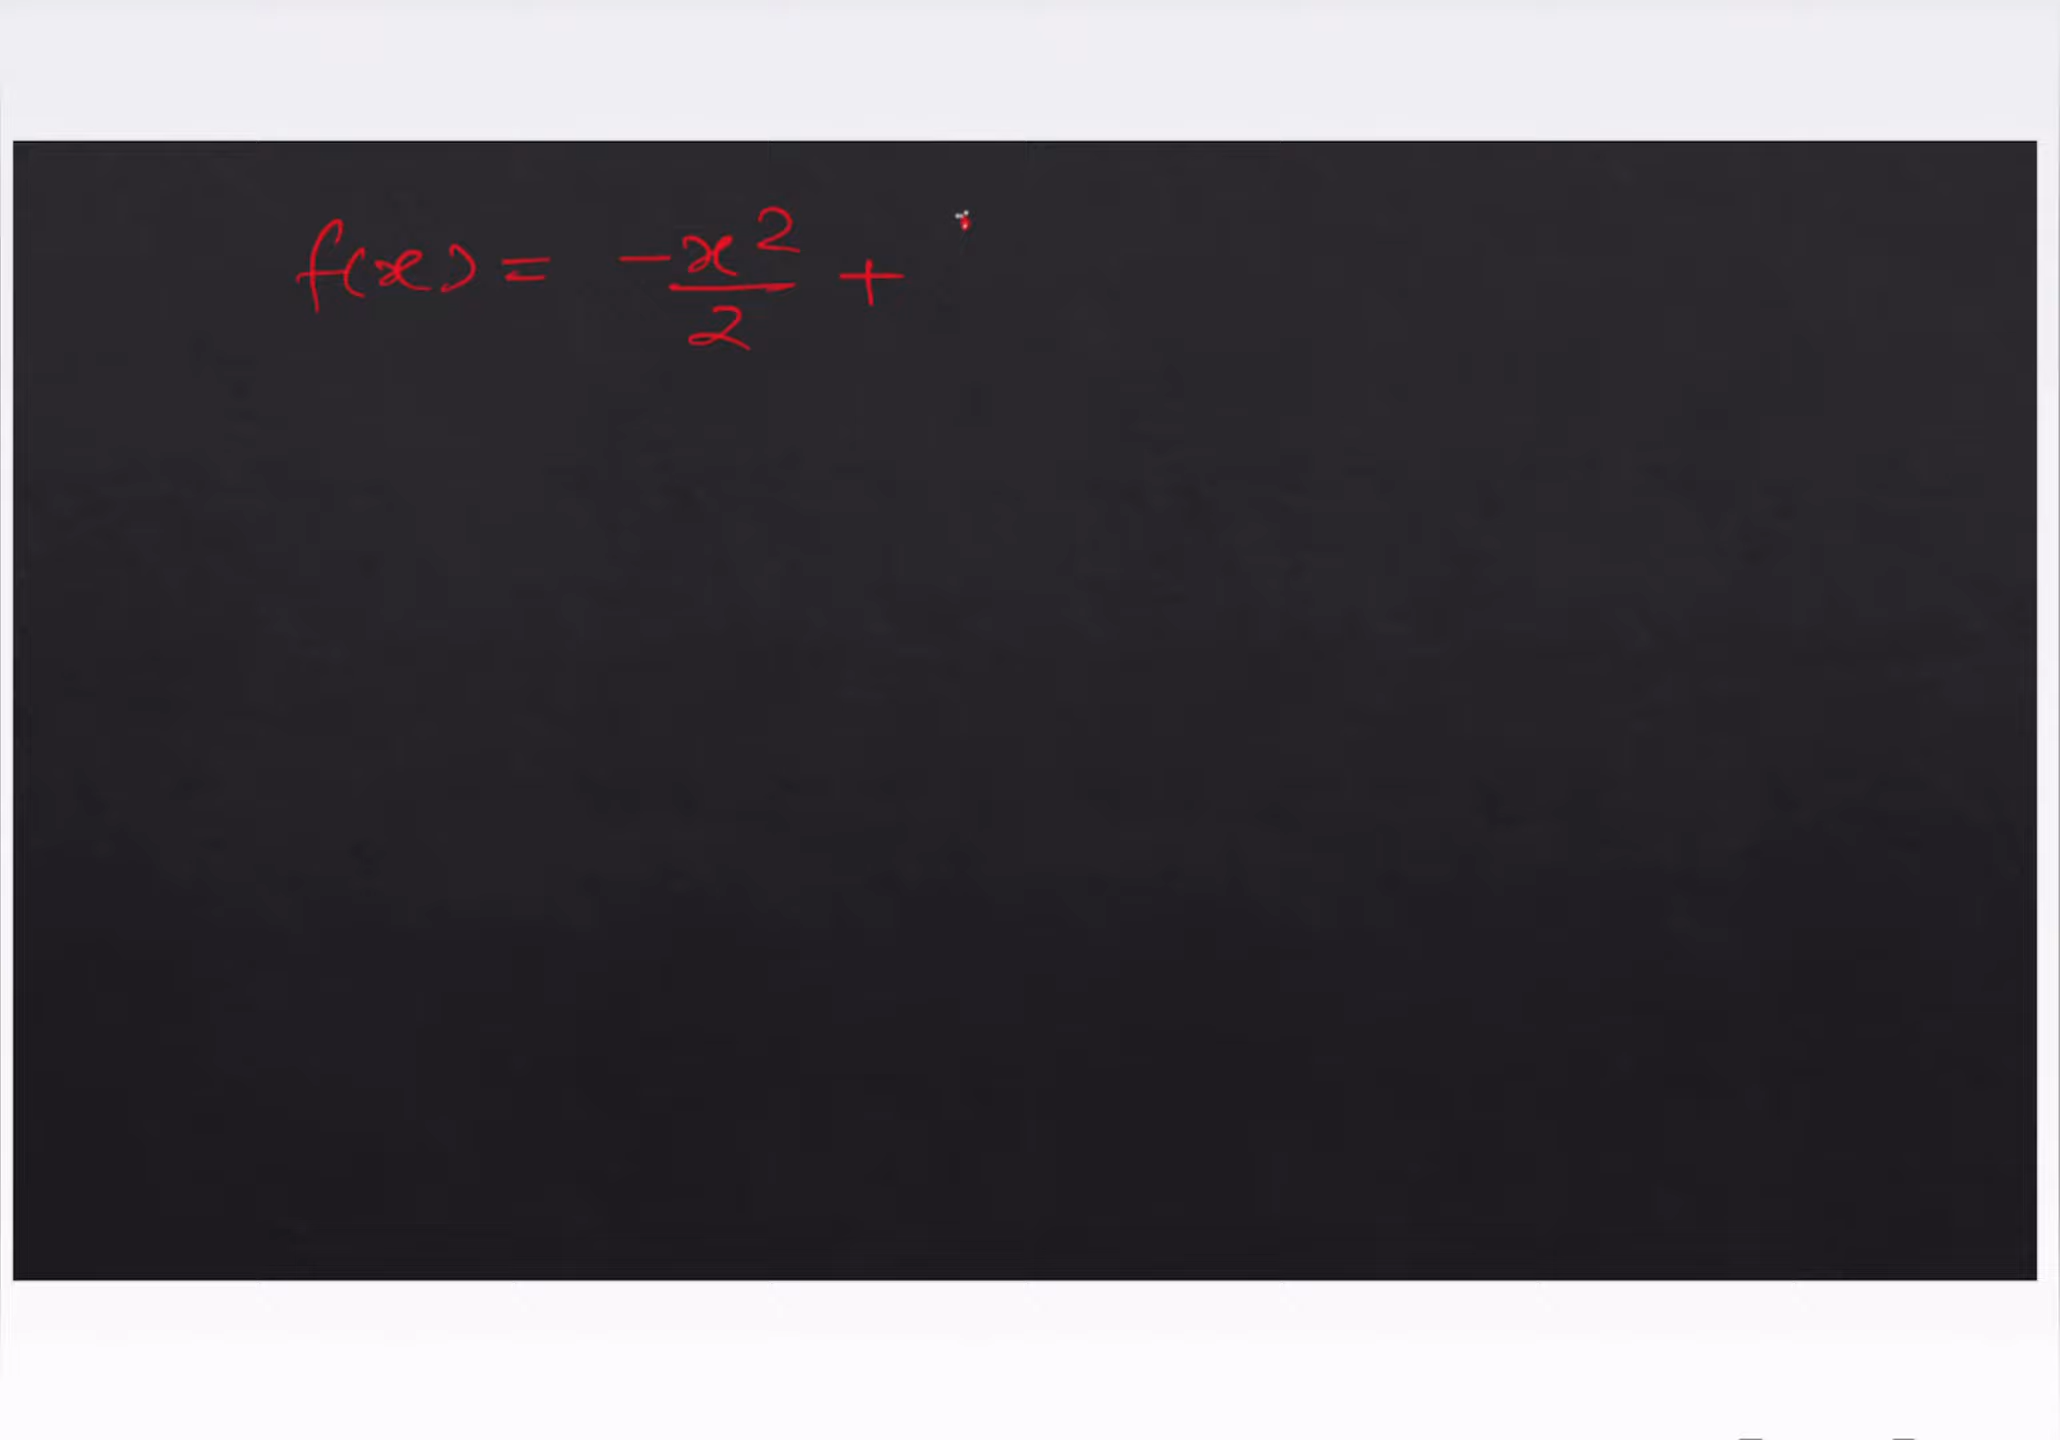 f(x) = -x²/2 +